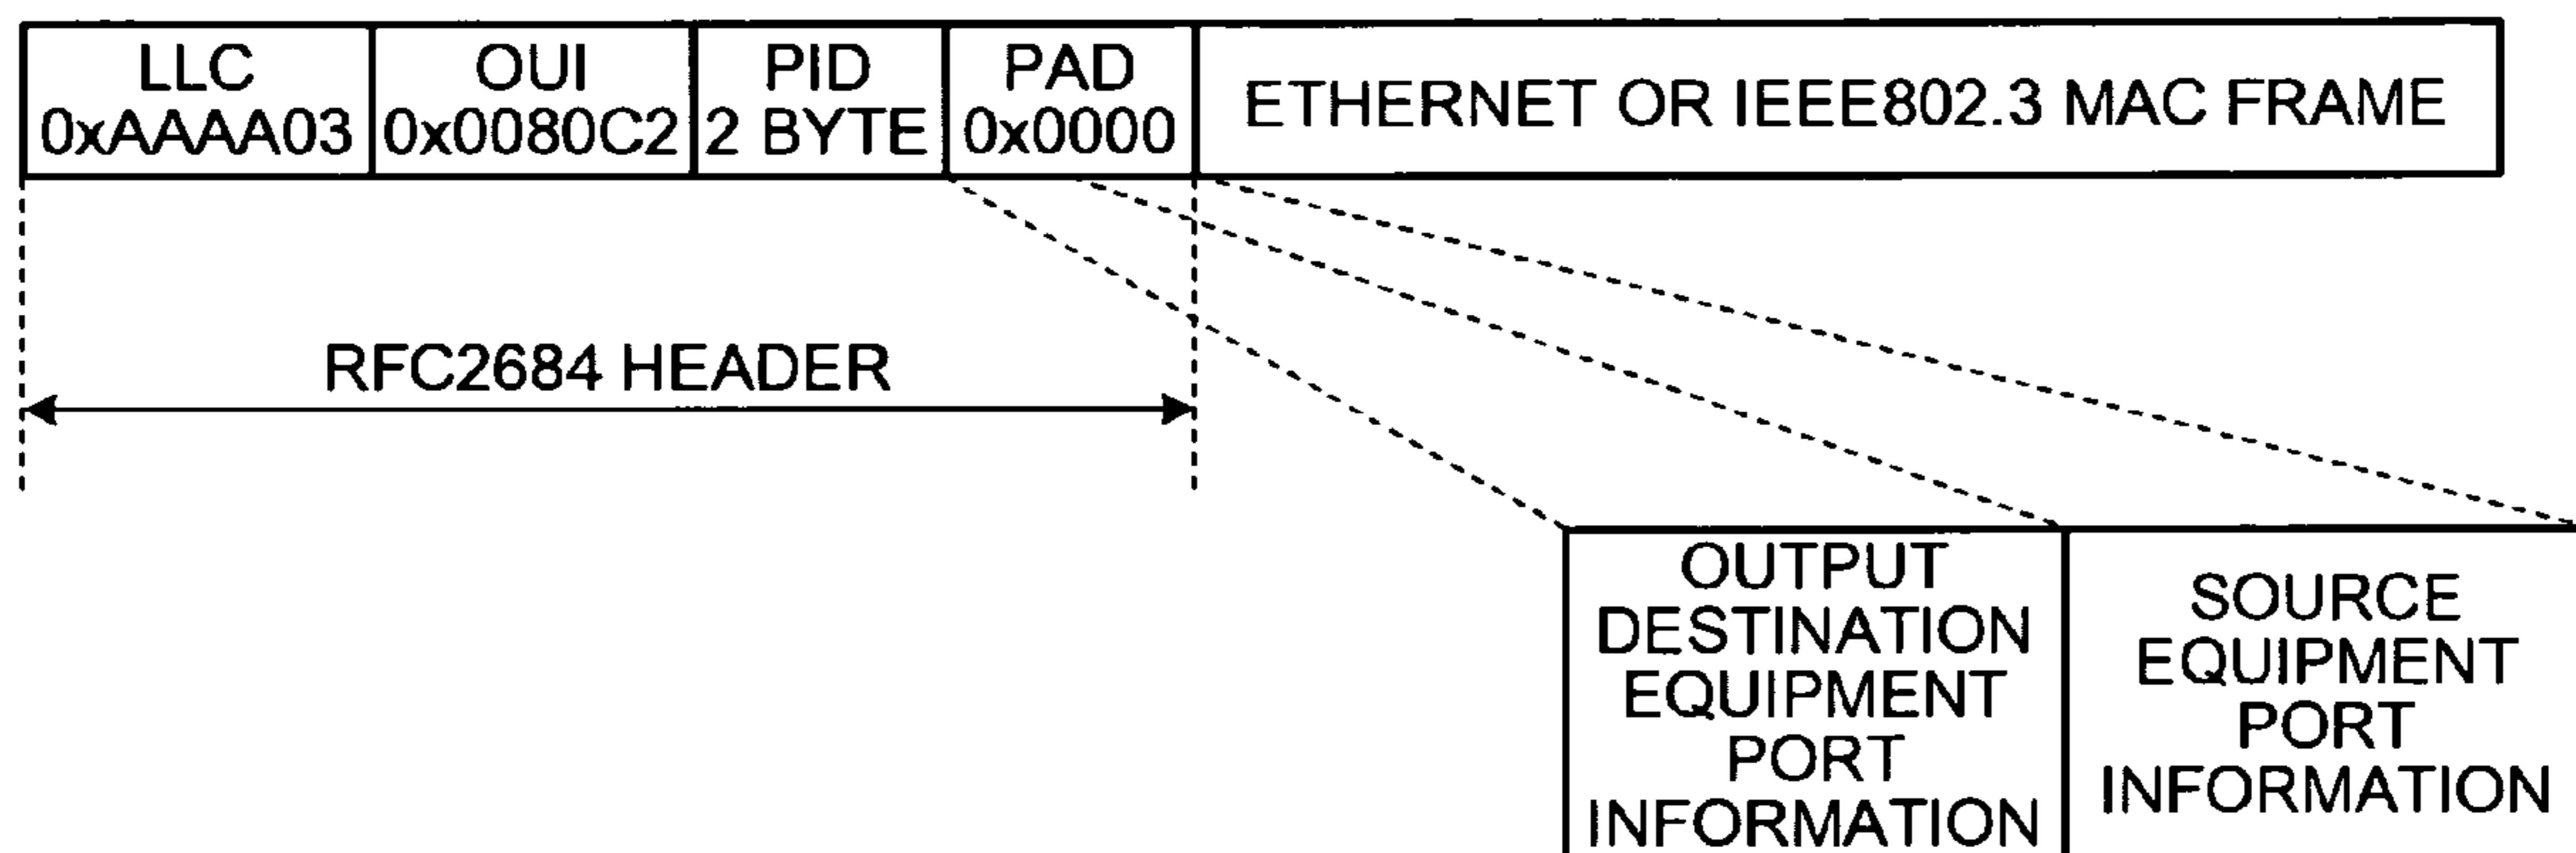 LLC
0xAAAA03
OUI
0x0080C2
PID
2 BYTE
PAD
0x0000
ETHERNET OR IEEE802.3 MAC FRAME
RFC2684 HEADER
OUTPUT
DESTINATION
EQUIPMENT
PORT
INFORMATION
SOURCE
EQUIPMENT
PORT
INFORMATION